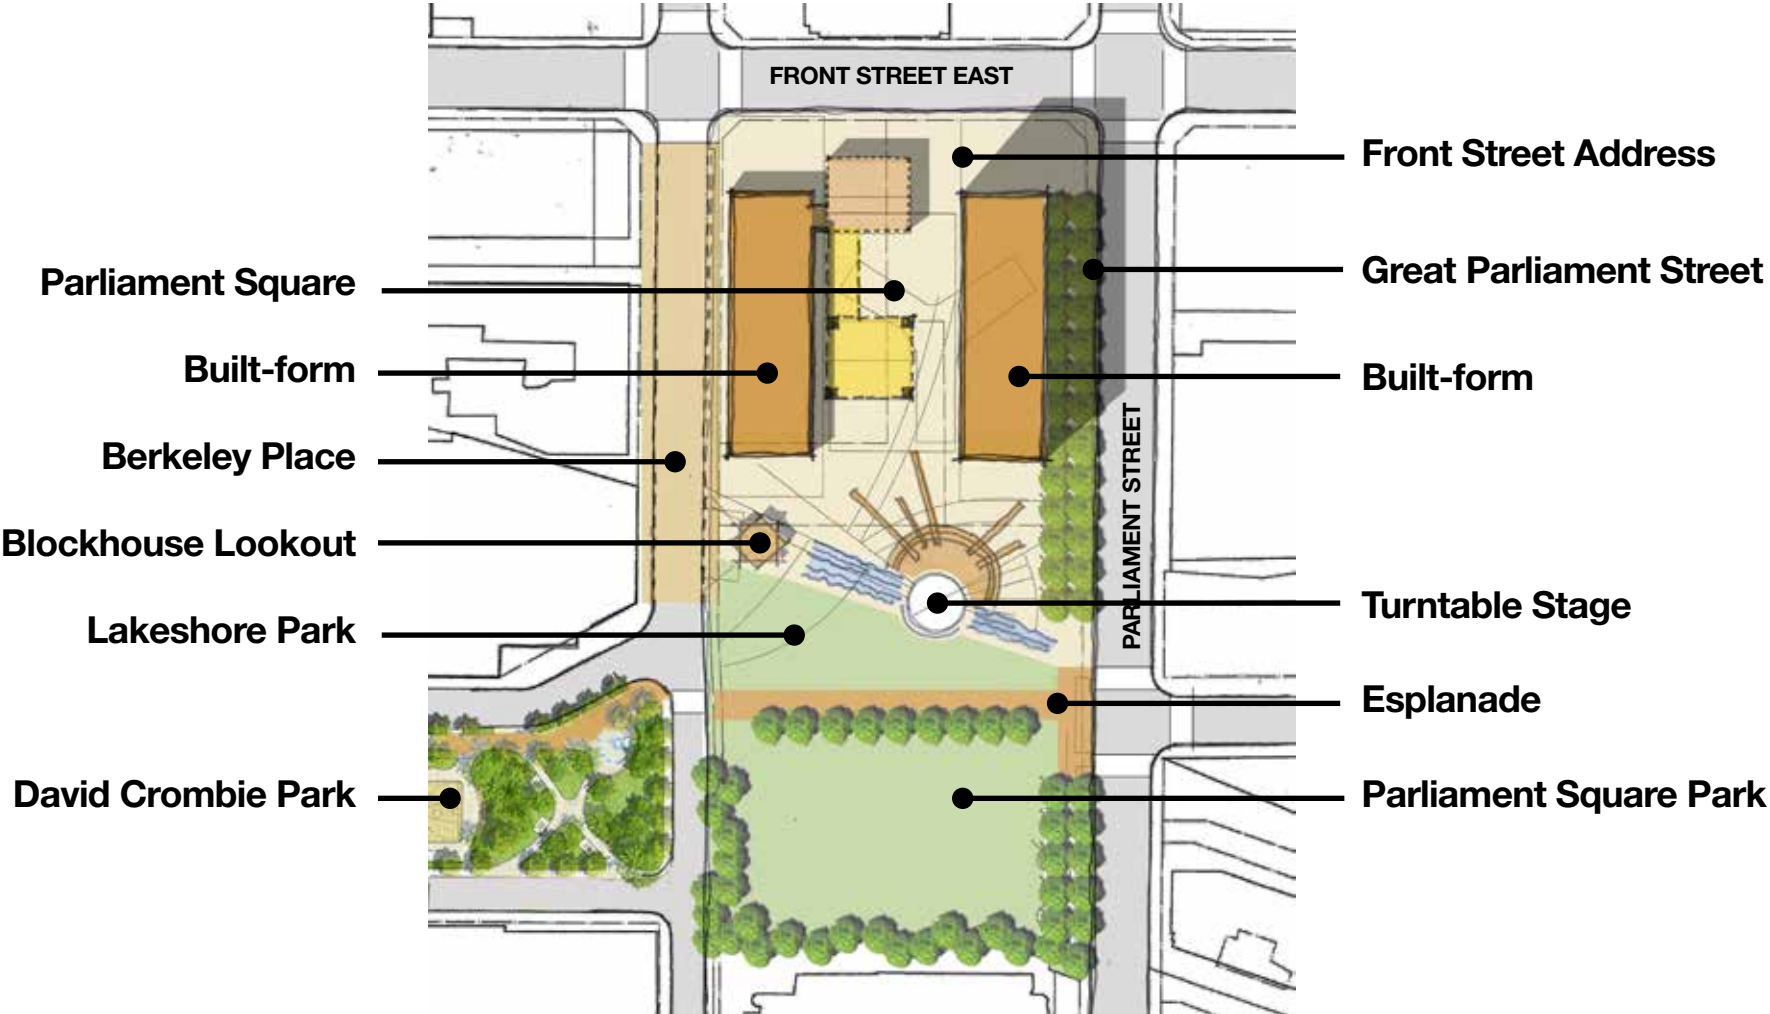 FRONT STREET EAST
Parliament Square
Built-form
Berkeley Place
Blockhouse Lookout
Lakeshore Park
David Crombie Park
Front Street Address
Great Parliament Street
Built-form
PARLIAMENT STREET
Turntable Stage
Esplanade
Parliament Square Park